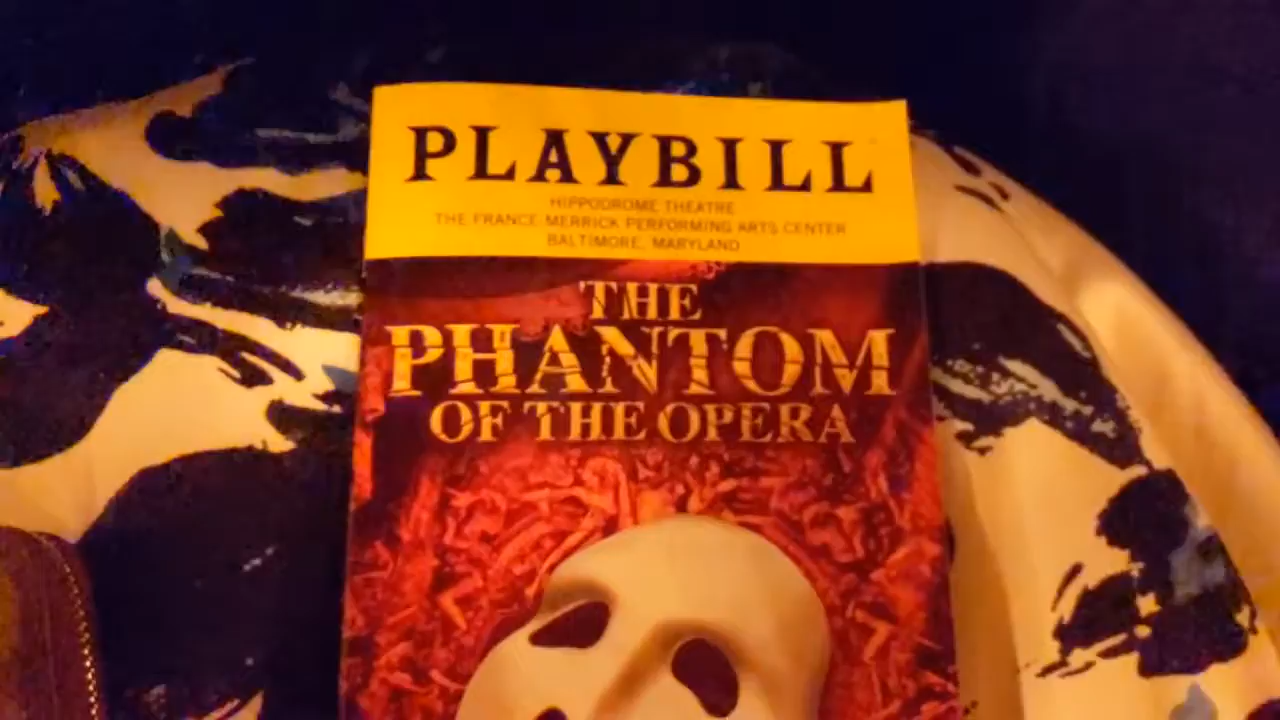 PLAYBILL
HIPPODROME THEATRE
THE FRANCE-MERRICK PERFORMING ARTS CENTER
BALTIMORE, MARYLAND
THE
PHANTOM
OF THE OPERA